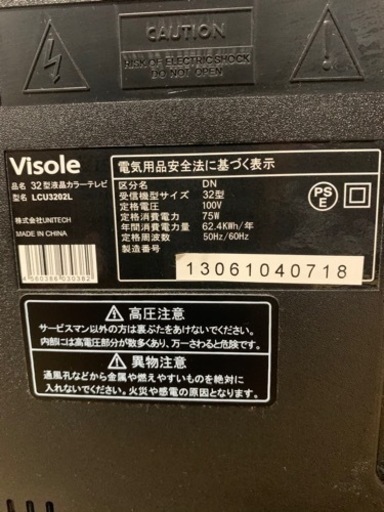 CAUTION
RISK OF ELECTRIC SHOCK
DO NOT OPEN
Visole
品名 32型液晶カラーテレビ
型名 LCU3202L
株式会社UNITECH
MADE IN CHINA
4560366030382
電気用品安全法に基づく表示
区分名 DN
受信機型サイズ 32型
定格電圧 100V
定格消費電力 75W
年間消費電力量 62.4KWh/年
定格周波数 50Hz/60Hz
製造番号
13061040718
PS
E
高圧注意
サービスマン以外の方は裏ぶたをあけないでください。
内部には高電圧部分が数多くあり、万一さわると危険です。
異物注意
通風孔などから金属や燃えやすいものを絶対に
入れないでください。火災や感電の原因となります。